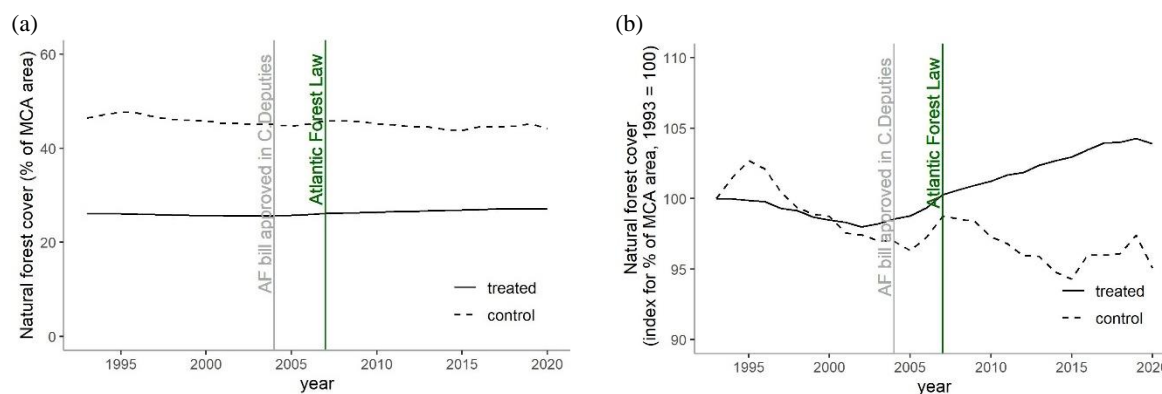 (a)
Natural forest cover (% of MCA area)
60
40
20
0
AF bill approved in C.Deputies
Atlantic Forest Law
treated
control
1995
2000
2005
2010
2015
2020
year
(b)
Natural forest cover
(index for % of MCA area, 1993 = 100)
110
105
100
95
90
AF bill approved in C.Deputies
Atlantic Forest Law
treated
control
1995
2000
2005
2010
2015
2020
year